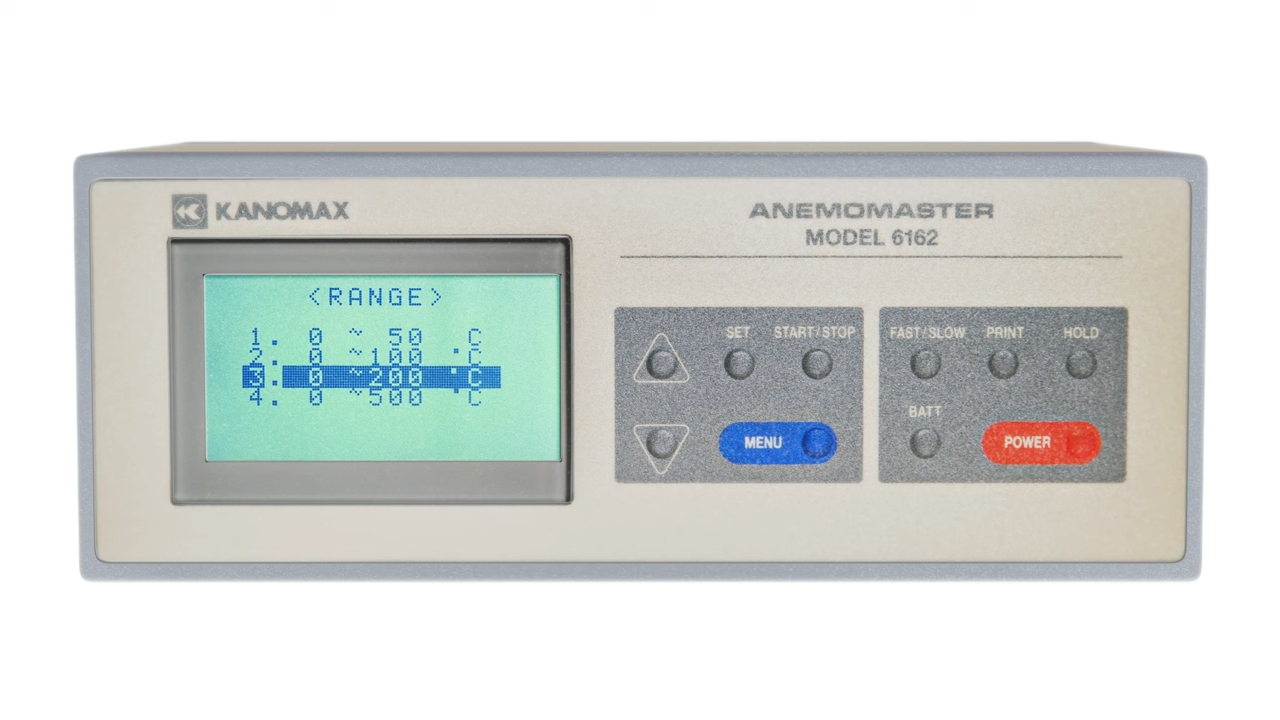 KANOMAX
ANEMOMASTER
MODEL 6162
<RANGE>
1. 0 ~ 50 C
2. 0 ~100 °C
3. 0 ~200 °C
4. 0 ~500 °C
SET START/STOP
MENU
FAST/SLOW PRINT HOLD
BATT
POWER